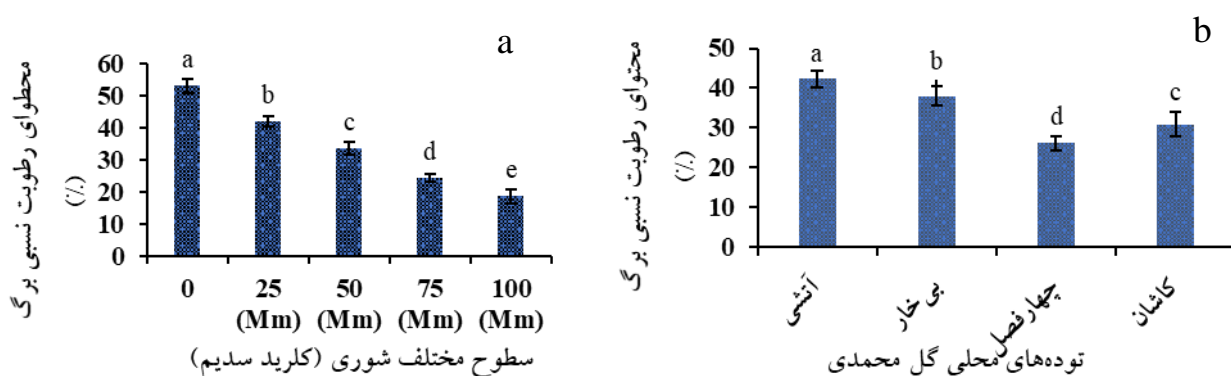 a
محطوای رطوبت نسبی برگ
(٪)
60
50
40
30
20
10
0
a
b
c
d
e
0
25
50
75
100
(Mm)
(Mm)
(Mm)
(Mm)
سطوح مختلف شوری (کلرید سدیم)
b
محتوای رطوبت نسبی برگ
(٪)
50
40
30
20
10
0
a
b
d
c
آتشی
بی خار
چهارفصل
کاشان
توده‌های محلی گل محمدی